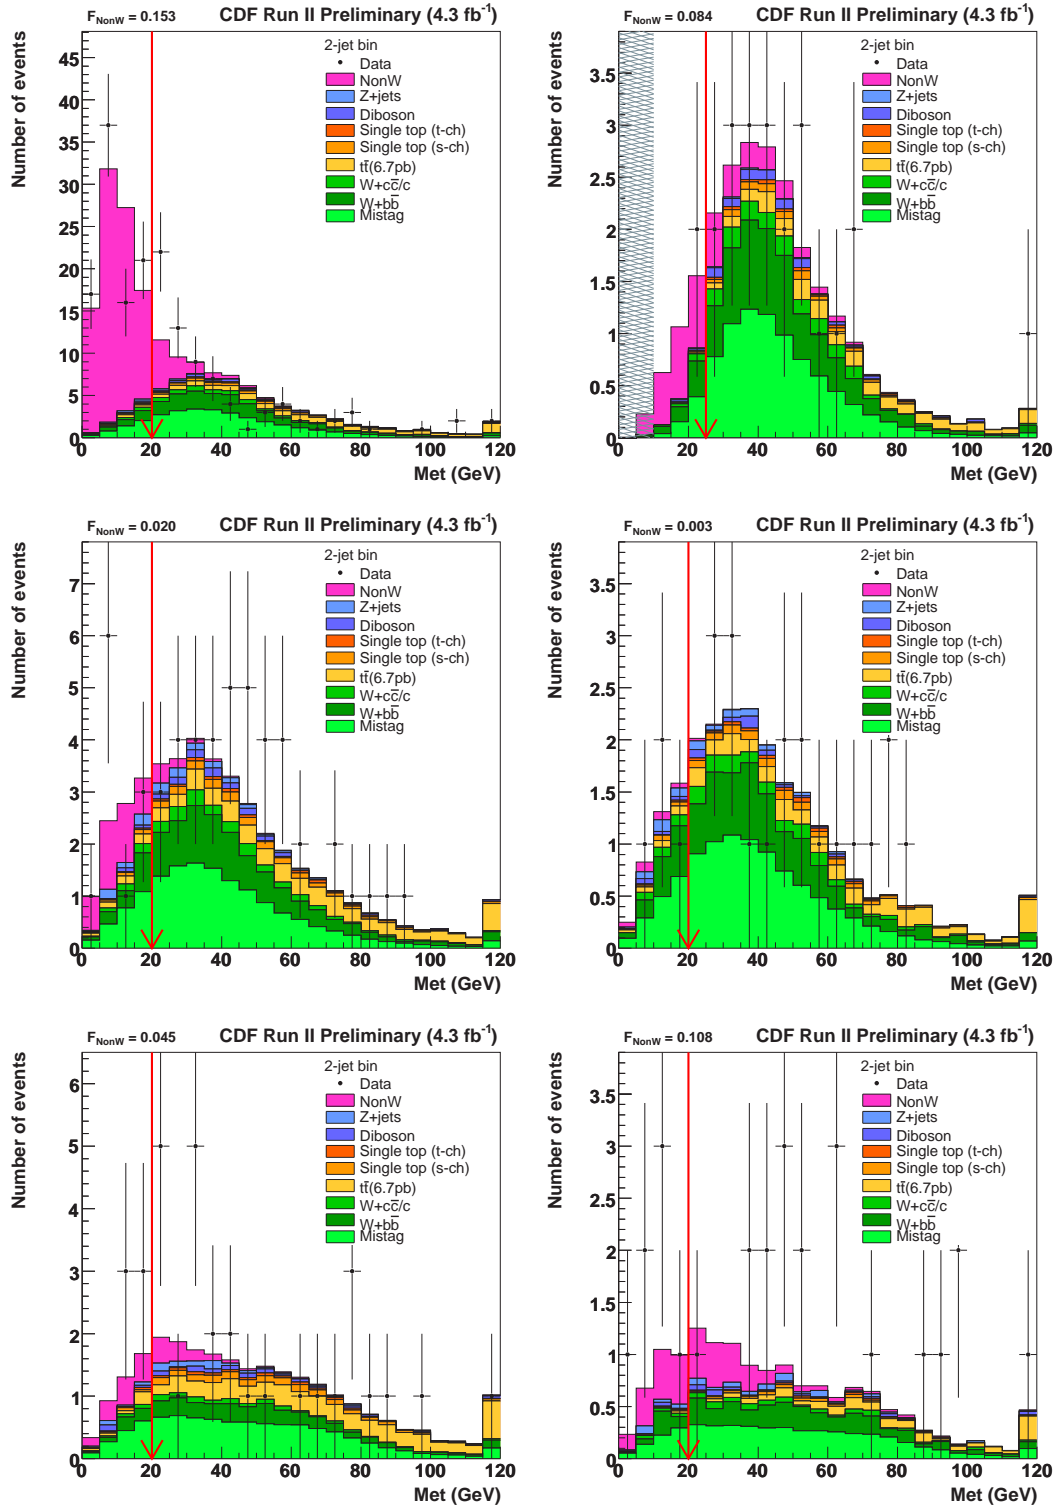 F_NonW = 0.153 CDF Run II Preliminary (4.3 fb⁻¹)
Number of events
45
40
35
30
25
20
15
10
5
0
2-jet bin
Data
NonW
Z+jets
Diboson
Single top (t-ch)
Single top (s-ch)
tt̄(6.7pb)
W+cc̄/c
W+bb̄
Mistag
0 20 40 60 80 100 120
Met (GeV)
F_NonW = 0.084 CDF Run II Preliminary (4.3 fb⁻¹)
Number of events
3.5
3
2.5
2
1.5
1
0.5
0
2-jet bin
Data
NonW
Z+jets
Diboson
Single top (t-ch)
Single top (s-ch)
tt̄(6.7pb)
W+cc̄/c
W+bb̄
Mistag
0 20 40 60 80 100 120
Met (GeV)
F_NonW = 0.020 CDF Run II Preliminary (4.3 fb⁻¹)
Number of events
7
6
5
4
3
2
1
0
2-jet bin
Data
NonW
Z+jets
Diboson
Single top (t-ch)
Single top (s-ch)
tt̄(6.7pb)
W+cc̄/c
W+bb̄
Mistag
0 20 40 60 80 100 120
Met (GeV)
F_NonW = 0.003 CDF Run II Preliminary (4.3 fb⁻¹)
Number of events
3.5
3
2.5
2
1.5
1
0.5
0
2-jet bin
Data
NonW
Z+jets
Diboson
Single top (t-ch)
Single top (s-ch)
tt̄(6.7pb)
W+cc̄/c
W+bb̄
Mistag
0 20 40 60 80 100 120
Met (GeV)
F_NonW = 0.045 CDF Run II Preliminary (4.3 fb⁻¹)
Number of events
6
5
4
3
2
1
0
2-jet bin
Data
NonW
Z+jets
Diboson
Single top (t-ch)
Single top (s-ch)
tt̄(6.7pb)
W+cc̄/c
W+bb̄
Mistag
0 20 40 60 80 100 120
Met (GeV)
F_NonW = 0.108 CDF Run II Preliminary (4.3 fb⁻¹)
Number of events
3.5
3
2.5
2
1.5
1
0.5
0
2-jet bin
Data
NonW
Z+jets
Diboson
Single top (t-ch)
Single top (s-ch)
tt̄(6.7pb)
W+cc̄/c
W+bb̄
Mistag
0 20 40 60 80 100 120
Met (GeV)